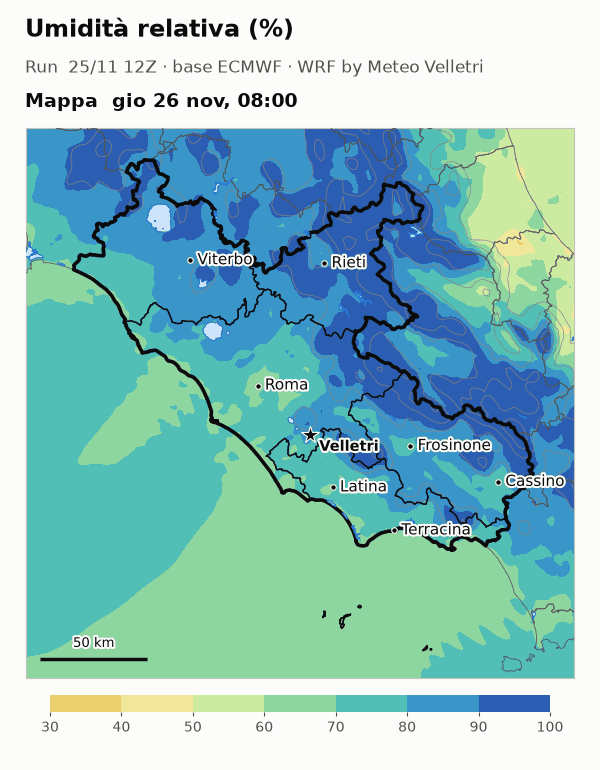 Umidità relativa (%)
Run 25/11 12Z · base ECMWF · WRF by Meteo Velletri
Mappa gio 26 nov, 08:00
Viterbo
Rieti
Roma
Velletri
Frosinone
Cassino
Latina
Terracina
50 km
30 40 50 60 70 80 90 100